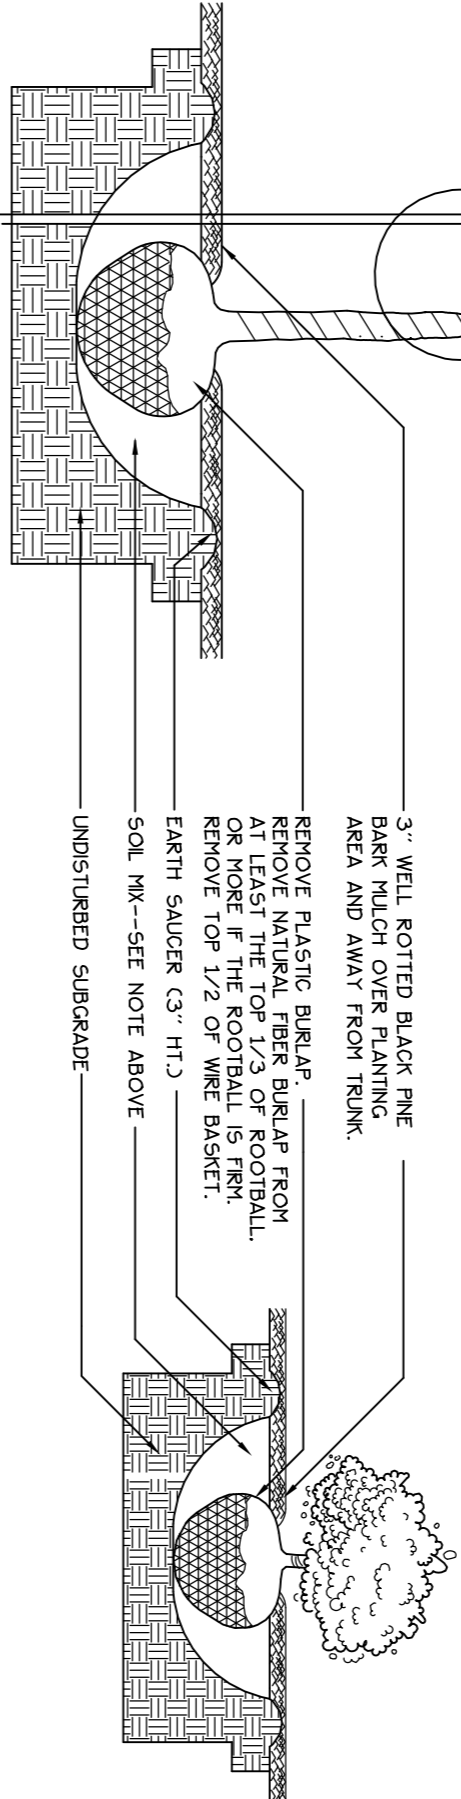 3" WELL ROTTED BLACK PINE
BARK MULCH OVER PLANTING
AREA AND AWAY FROM TRUNK.
REMOVE PLASTIC BURLAP.
REMOVE NATURAL FIBER BURLAP FROM
AT LEAST THE TOP 1/3 OF ROOTBALL.
OR MORE IF THE ROOTBALL IS FIRM.
REMOVE TOP 1/2 OF WIRE BASKET.
EARTH SAUCER (3" HT.)
SOIL MIX--SEE NOTE ABOVE
UNDISTURBED SUBGRADE